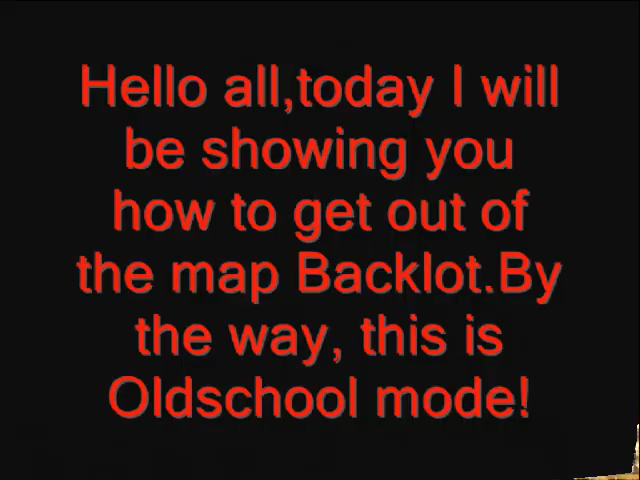 Hello all,today I will
be showing you
how to get out of
the map Backlot.By
the way, this is
Oldschool mode!